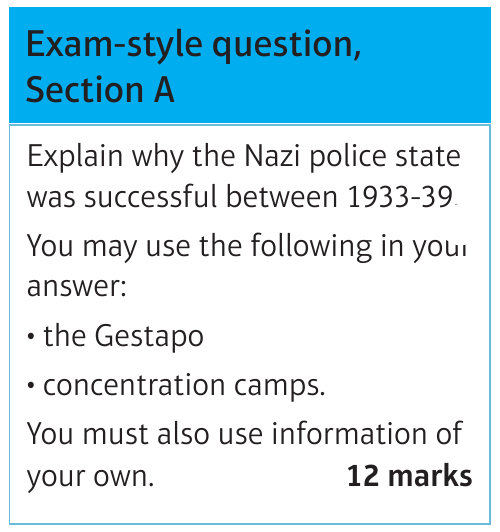 Exam-style question,
Section A
Explain why the Nazi police state
was successful between 1933-39.
You may use the following in your
answer:
• the Gestapo
• concentration camps.
You must also use information of
your own. 12 marks